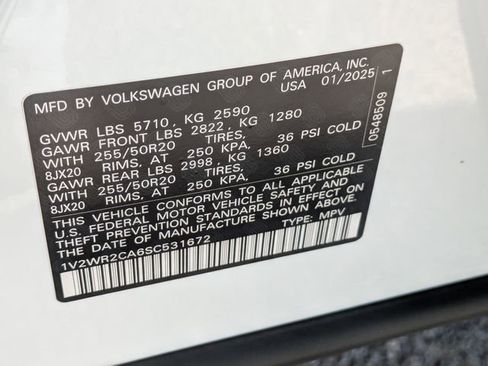 MFD BY VOLKSWAGEN GROUP OF AMERICA, INC.
USA 01/2025
GVWR LBS 5710, KG 2590
GAWR FRONT LBS 2822, KG 1280
WITH 255/50R20 TIRES, 36 PSI COLD
8JX20 RIMS, AT 250 KPA,
GAWR REAR LBS 2998, KG 1360
WITH 255/50R20 TIRES, 36 PSI COLD
8JX20 RIMS, AT 250 KPA,
THIS VEHICLE CONFORMS TO ALL APPLICABLE
U.S. FEDERAL MOTOR VEHICLE SAFETY AND
THEFT PREVENTION STANDARDS IN EFFECT ON
THE DATE OF MANUFACTURE SHOWN ABOVE.
1V2WR2CA6SC531672 TYPE: MPV
0548509 1